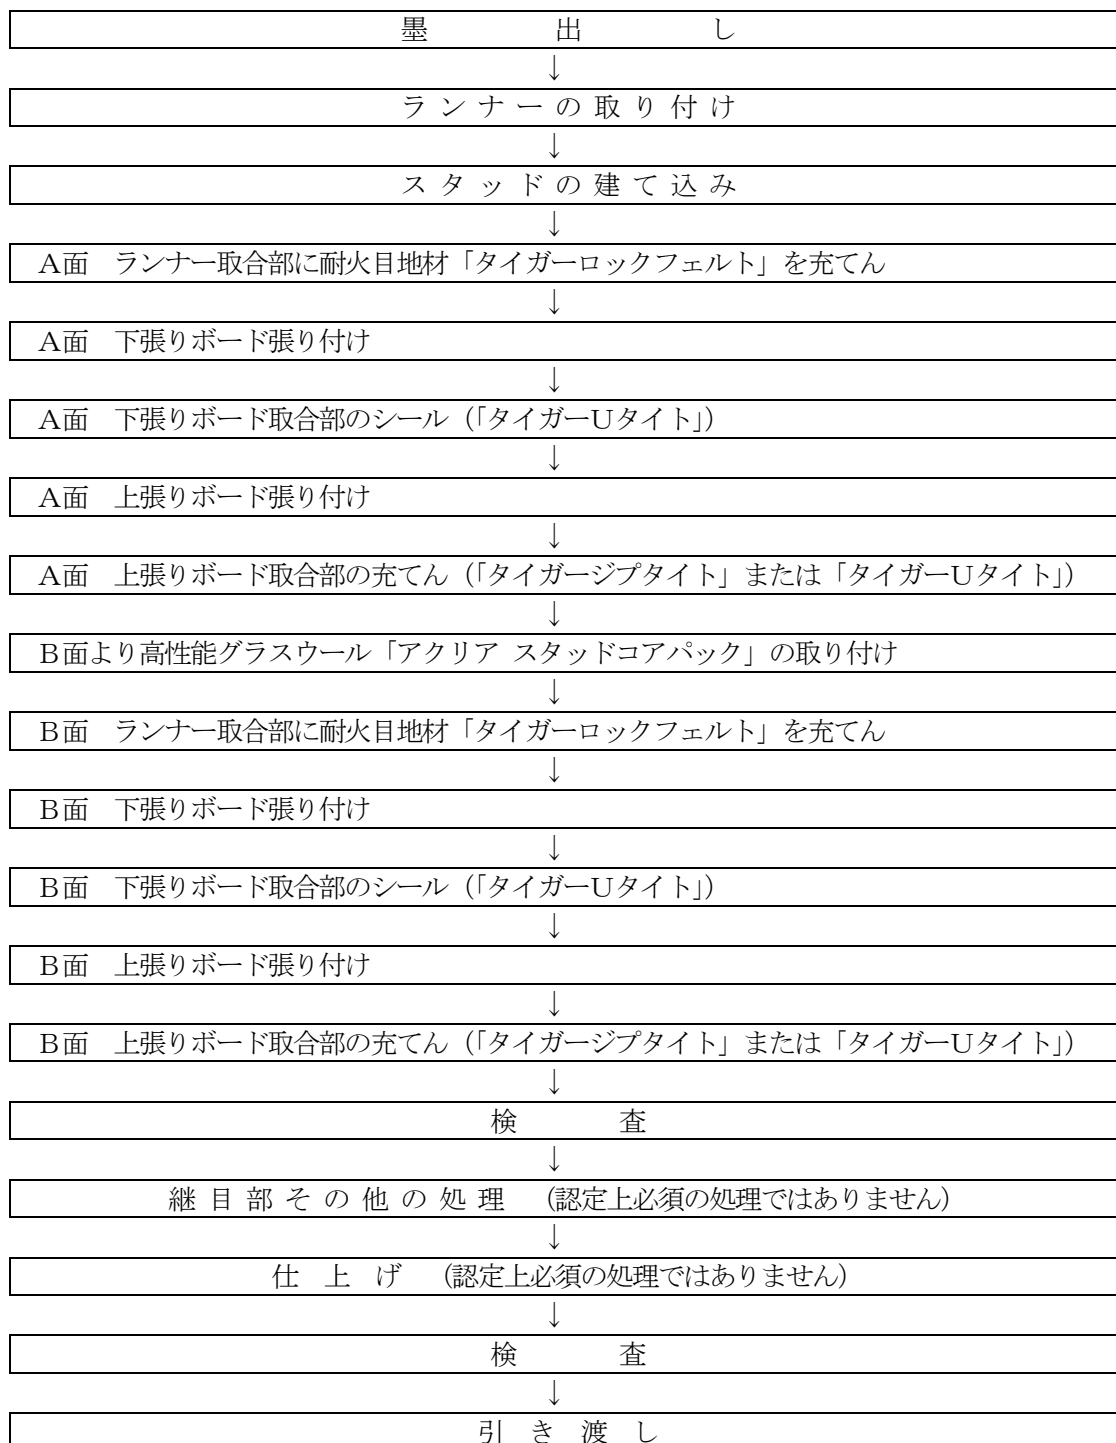 墨出し
↓
ランナーの取り付け
↓
スタッドの建て込み
↓
A面　ランナー取合部に耐火目地材「タイガーロックフェルト」を充てん
↓
A面　下張りボード張り付け
↓
A面　下張りボード取合部のシール（「タイガーUタイト」）
↓
A面　上張りボード張り付け
↓
A面　上張りボード取合部の充てん（「タイガージプタイト」または「タイガーUタイト」）
↓
B面より高性能グラスウール「アクリア スタッドコアパック」の取り付け
↓
B面　ランナー取合部に耐火目地材「タイガーロックフェルト」を充てん
↓
B面　下張りボード張り付け
↓
B面　下張りボード取合部のシール（「タイガーUタイト」）
↓
B面　上張りボード張り付け
↓
B面　上張りボード取合部の充てん（「タイガージプタイト」または「タイガーUタイト」）
↓
検査
↓
継目部その他の処理　（認定上必須の処理ではありません）
↓
仕上げ　（認定上必須の処理ではありません）
↓
検査
↓
引き渡し